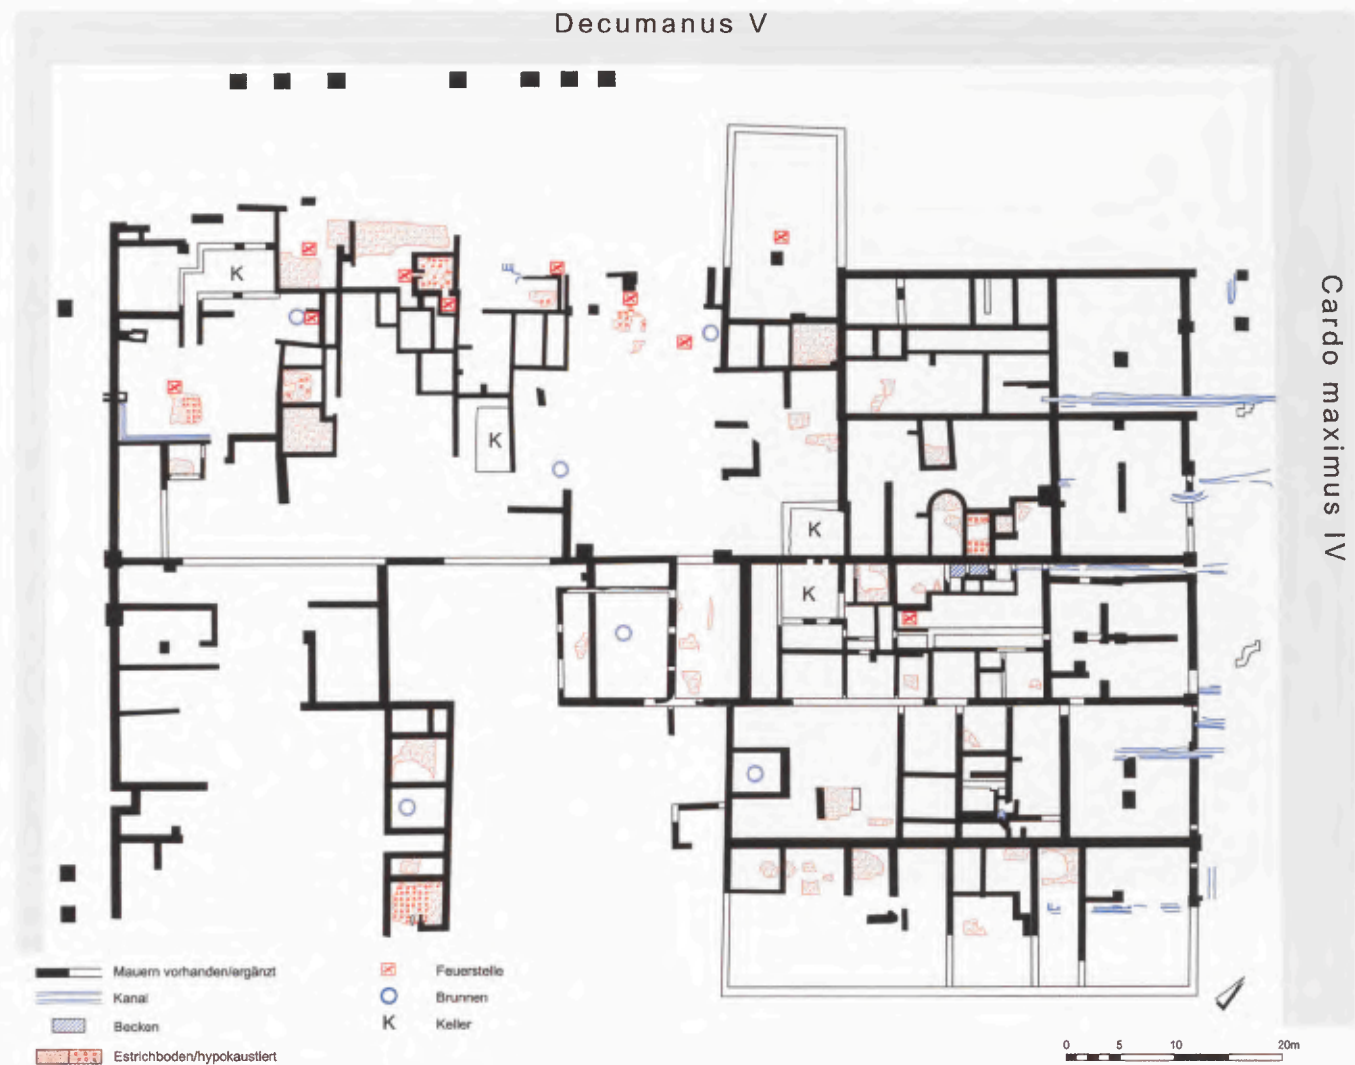 Decumanus V
Cardo maximus IV
K
K
K
K
Mauern vorhanden/ergänzt
Kanal
Becken
Estrichboden/hypokaustiert
Feuerstelle
Brunnen
K Keller
0 5 10 20m